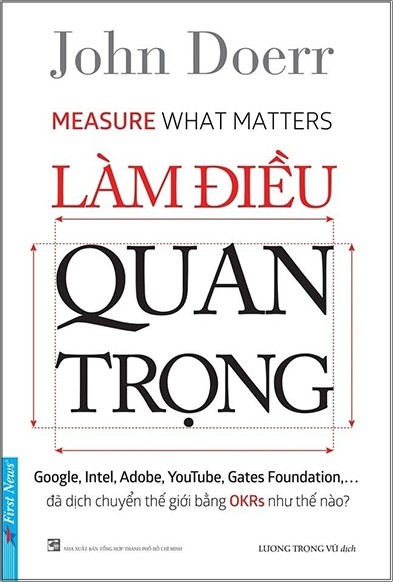 John Doerr
MEASURE WHAT MATTERS
LÀM ĐIỀU
QUAN
TRỌNG
Google, Intel, Adobe, YouTube, Gates Foundation,...
đã dịch chuyển thế giới bằng OKRs như thế nào?
First News
NHÀ XUẤT BẢN TỔNG HỢP THÀNH PHỐ HỒ CHÍ MINH
LƯƠNG TRỌNG VŨ dịch